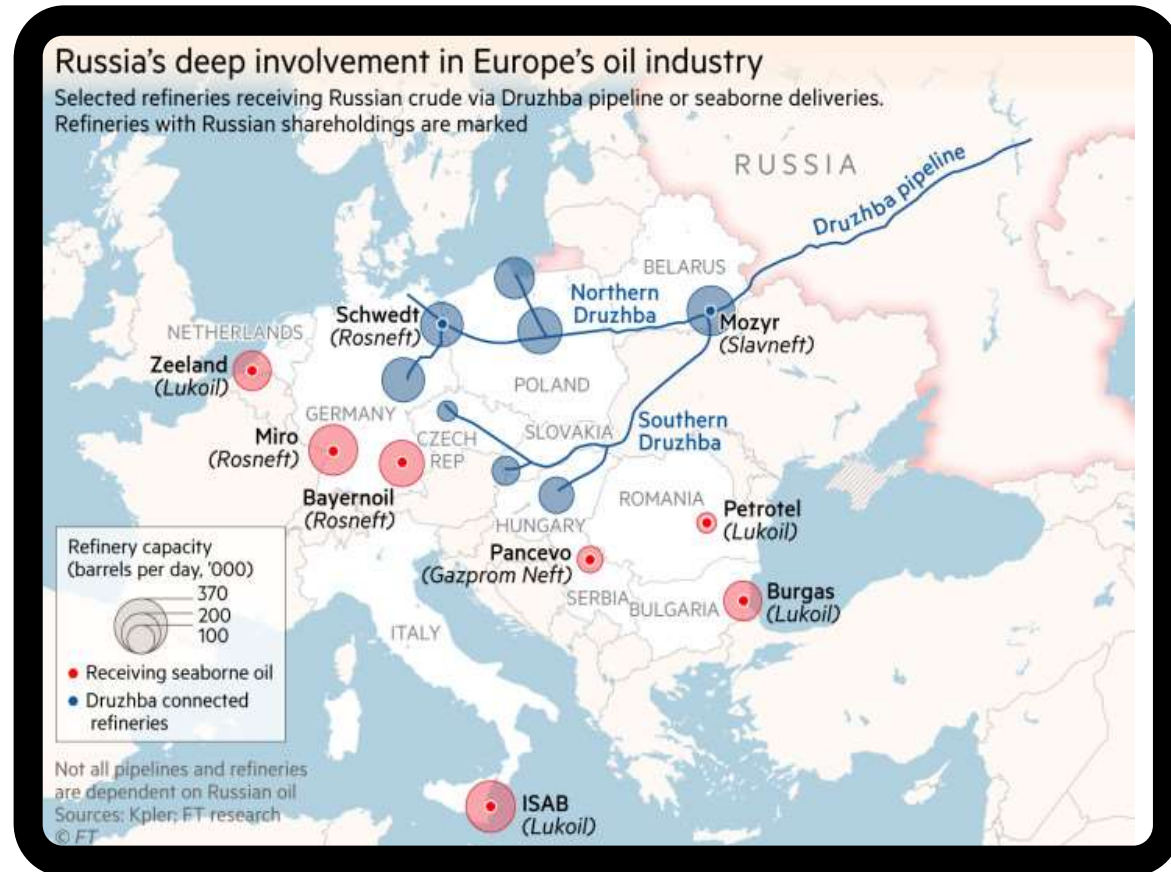 Russia's deep involvement in Europe's oil industry
Selected refineries receiving Russian crude via Druzhba pipeline or seaborne deliveries.
Refineries with Russian shareholdings are marked
RUSSIA
Druzhba pipeline
BELARUS
Northern
Druzhba
Mozyr
(Slavneft)
Schwedt
(Rosneft)
NETHERLANDS
Zeeland
(Lukoil)
POLAND
GERMANY
Southern
Druzhba
SLOVAKIA
CZECH
REP
Miro
(Rosneft)
Bayernoil
(Rosneft)
ROMANIA
Petrotel
(Lukoil)
HUNGARY
Pancevo
(Gazprom Neft)
SERBIA
BULGARIA
Burgas
(Lukoil)
ITALY
ISAB
(Lukoil)
Refinery capacity
(barrels per day, '000)
370
200
100
Receiving seaborne oil
Druzhba connected
refineries
Not all pipelines and refineries
are dependent on Russian oil
Sources: Kpler; FT research
© FT